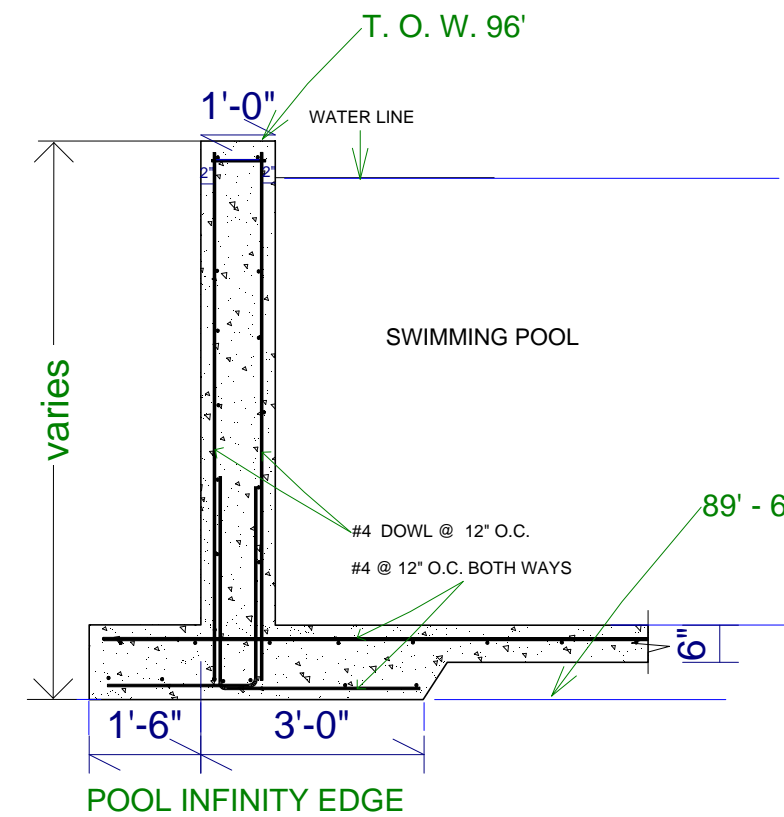 T. O. W. 96'
1'-0"
WATER LINE
2"
2"
SWIMMING POOL
varies
89' - 6
#4 DOWL @ 12" O.C.
#4 @ 12" O.C. BOTH WAYS
6"
1'-6"
3'-0"
POOL INFINITY EDGE